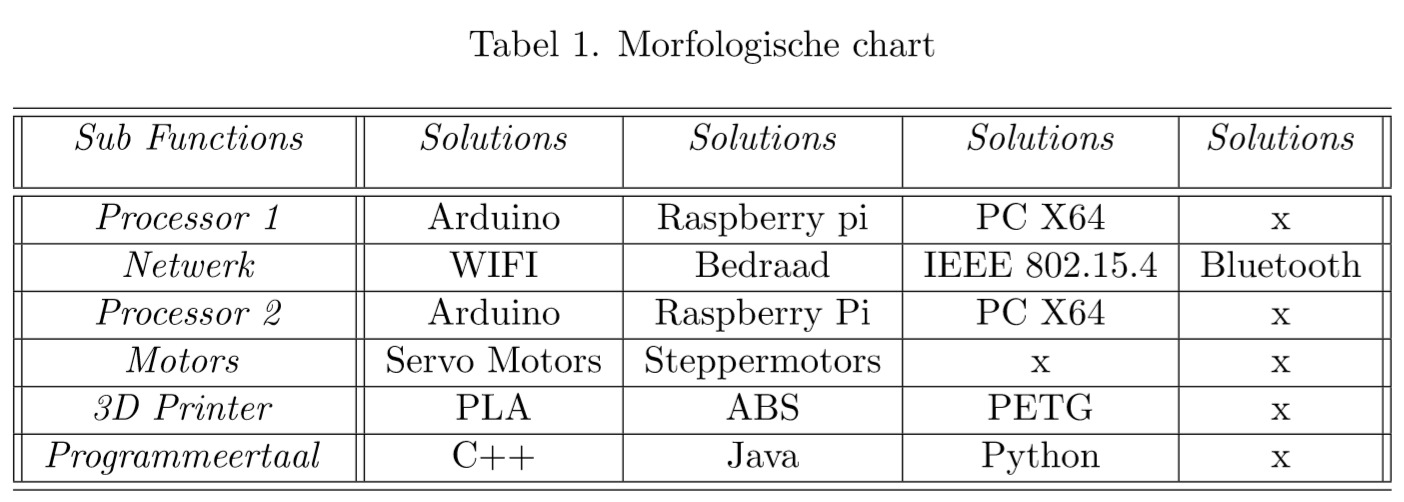 Tabel 1. Morfologische chart
Sub Functions Solutions Solutions Solutions Solutions
Processor 1 Arduino Raspberry pi PC X64 x
Netwerk WIFI Bedraad IEEE 802.15.4 Bluetooth
Processor 2 Arduino Raspberry Pi PC X64 x
Motors Servo Motors Steppermotors x x
3D Printer PLA ABS PETG x
Programmeertaal C++ Java Python x